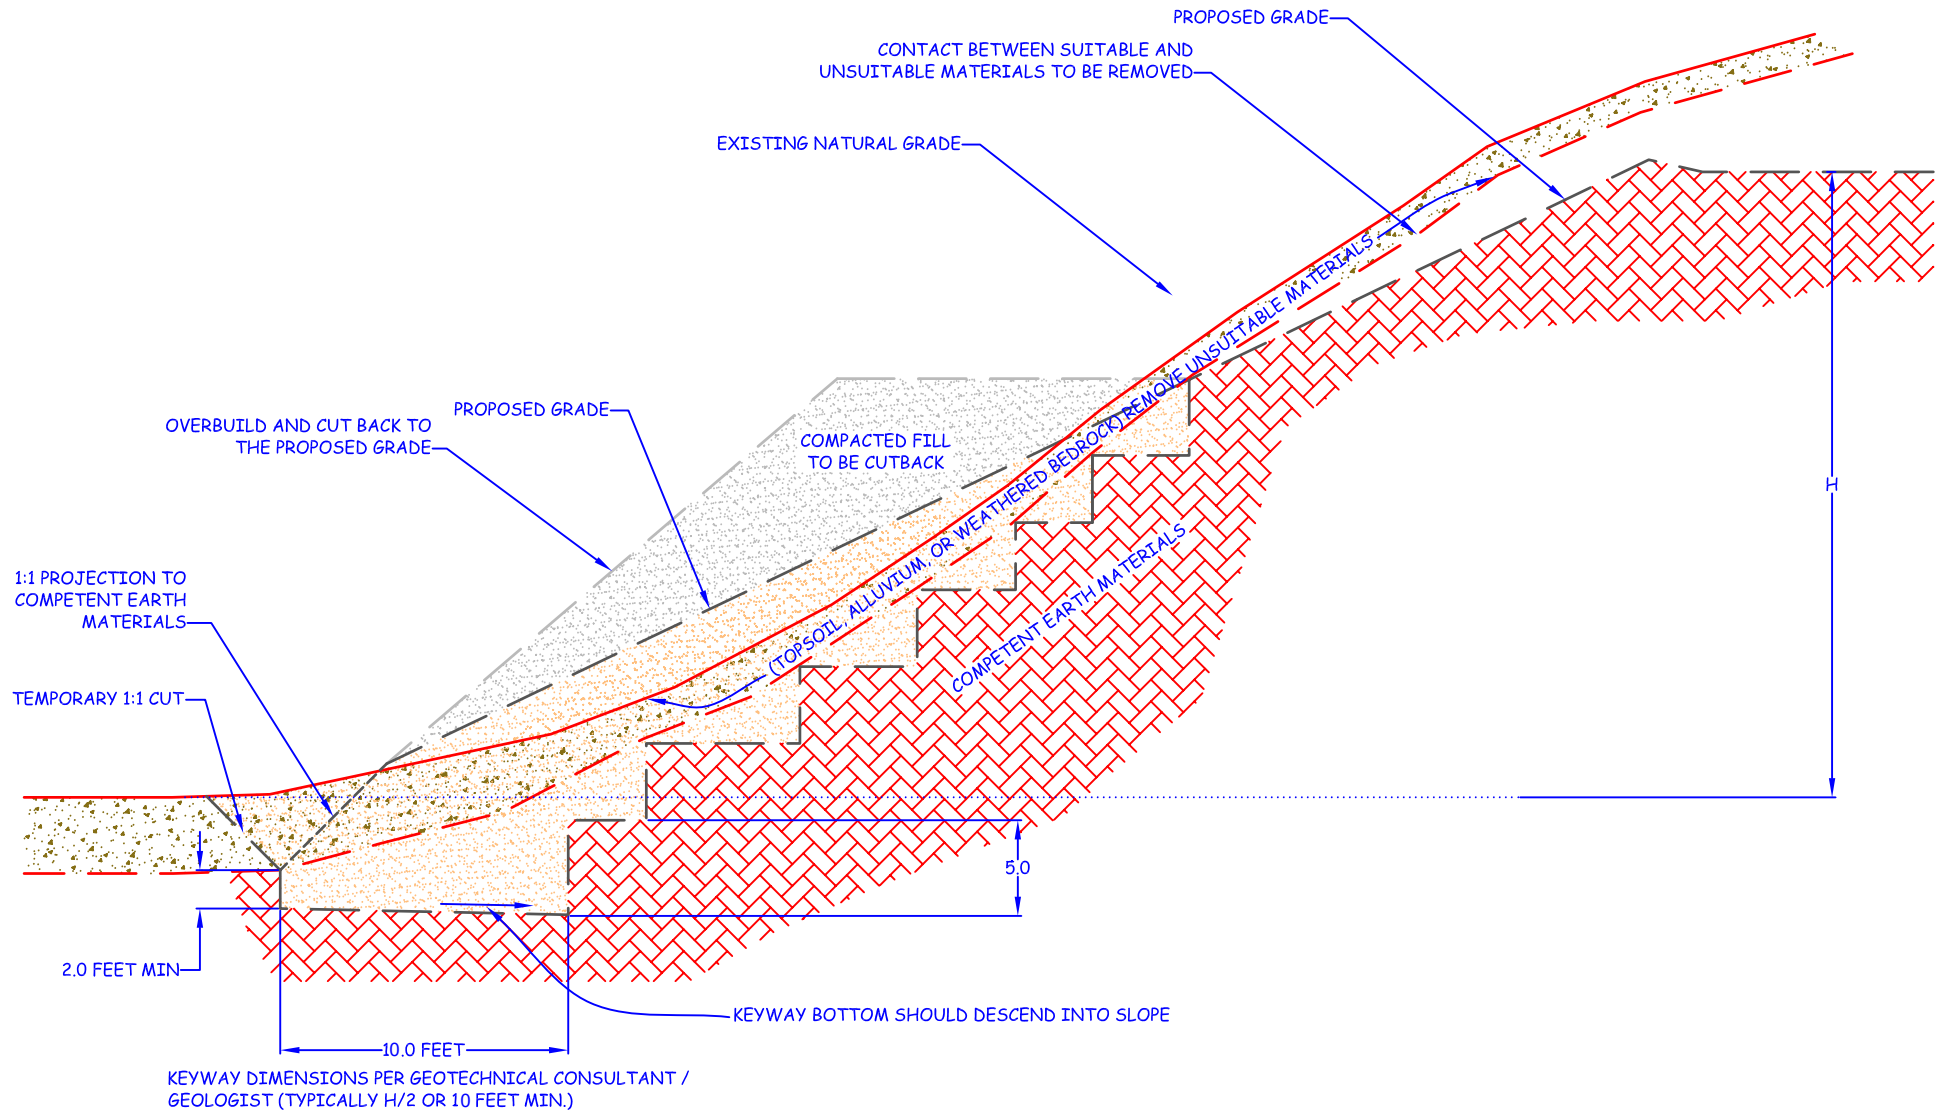 PROPOSED GRADE
CONTACT BETWEEN SUITABLE AND
UNSUITABLE MATERIALS TO BE REMOVED
EXISTING NATURAL GRADE
OVERBUILD AND CUT BACK TO
THE PROPOSED GRADE
PROPOSED GRADE
COMPACTED FILL
TO BE CUTBACK
REMOVE UNSUITABLE MATERIALS
(TOPSOIL, ALLUVIUM, OR WEATHERED BEDROCK)
COMPETENT EARTH MATERIALS
H
1:1 PROJECTION TO
COMPETENT EARTH
MATERIALS
TEMPORARY 1:1 CUT
5.0
2.0 FEET MIN
KEYWAY BOTTOM SHOULD DESCEND INTO SLOPE
10.0 FEET
KEYWAY DIMENSIONS PER GEOTECHNICAL CONSULTANT /
GEOLOGIST (TYPICALLY H/2 OR 10 FEET MIN.)